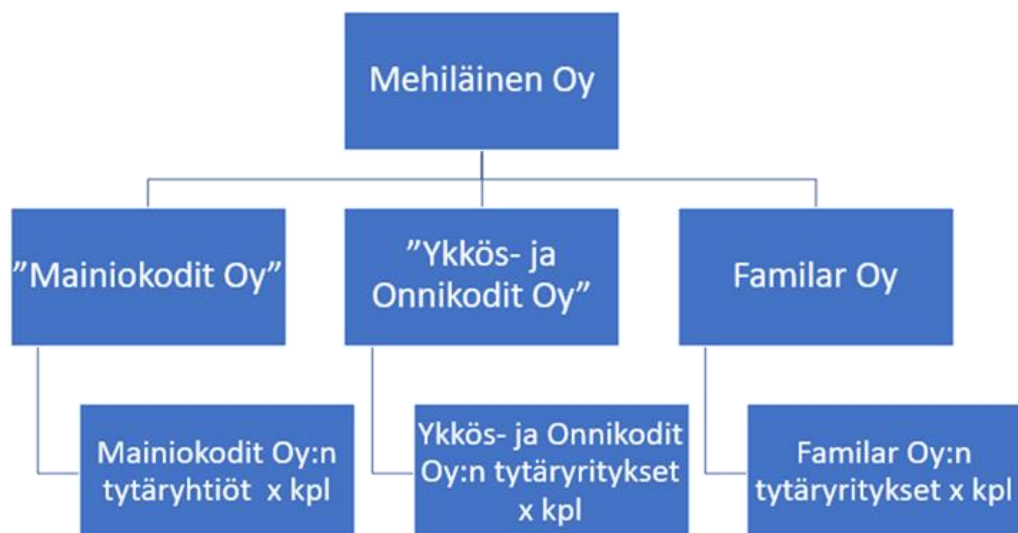 Mehiläinen Oy
”Mainiokodit Oy”
”Ykkös- ja
Onnikodit Oy”
Familar Oy
Mainiokodit Oy:n
tytäryhtiöt x kpl
Ykkös- ja Onnikodit
Oy:n tytäryritykset
x kpl
Familar Oy:n
tytäryritykset x kpl